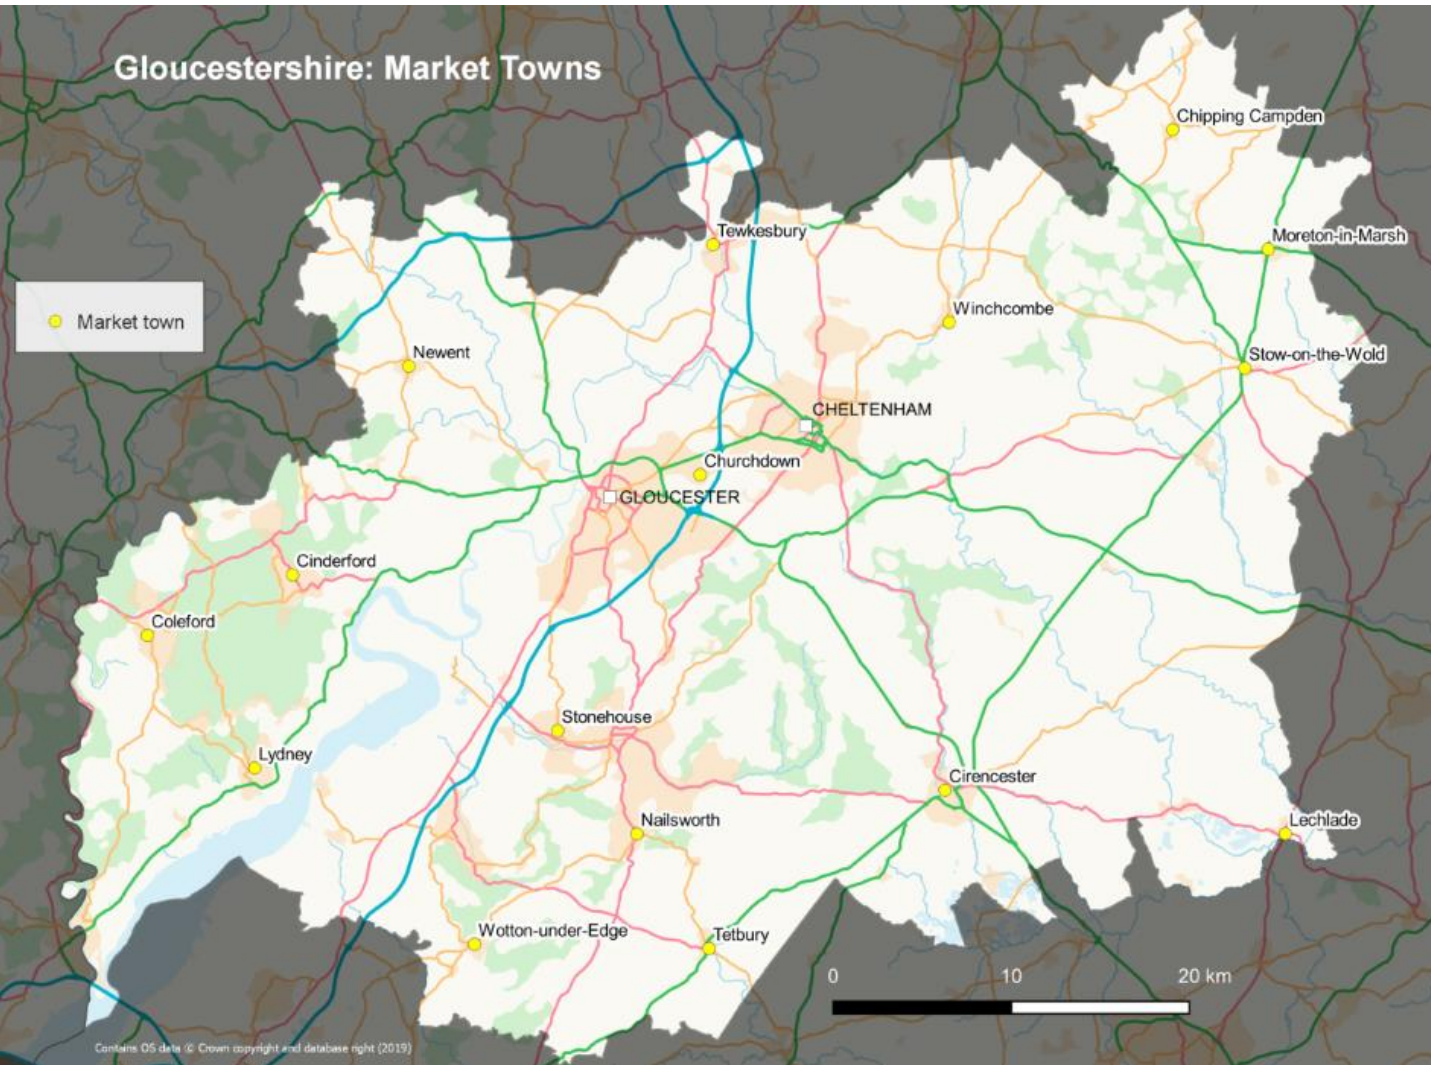 Gloucestershire: Market Towns
Chipping Campden
Tewkesbury
Moreton-in-Marsh
Winchcombe
Market town
Newent
Stow-on-the-Wold
CHELTENHAM
Churchdown
GLOUCESTER
Cinderford
Coleford
Stonehouse
Lydney
Cirencester
Nailsworth
Lechlade
Wotton-under-Edge
Tetbury
0 10 20 km
Contains OS data © Crown copyright and database right (2019)